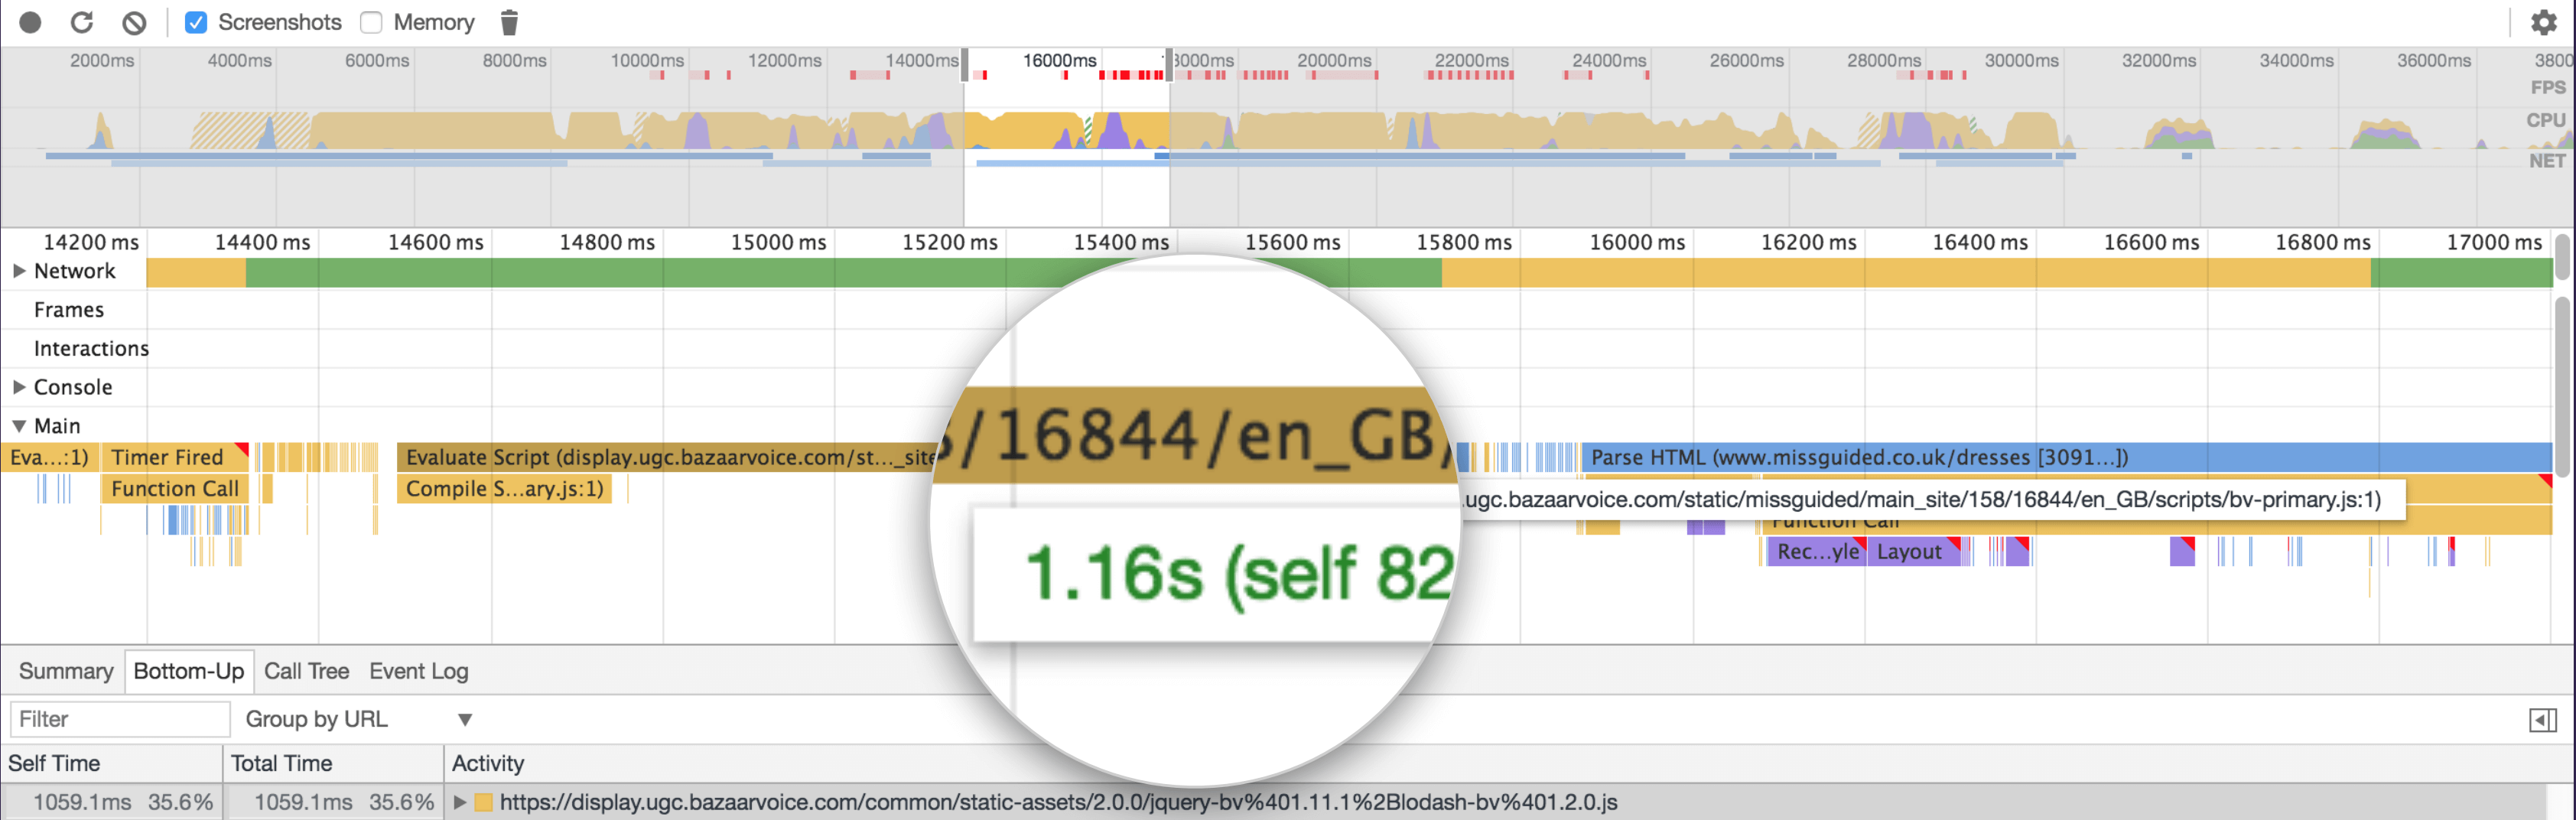 Screenshots Memory
2000ms 4000ms 6000ms 8000ms 10000ms 12000ms 14000ms 16000ms 8000ms 20000ms 22000ms 24000ms 26000ms 28000ms 30000ms 32000ms 34000ms 36000ms 3800
FPS
CPU
NET
14200 ms 14400 ms 14600 ms 14800 ms 15000 ms 15200 ms 15400 ms 15600 ms 15800 ms 16000 ms 16200 ms 16400 ms 16600 ms 16800 ms 17000 ms
Network
Frames
Interactions
Console
Main
/16844/en_GB/
Eva...:1) Timer Fired Evaluate Script (display.ugc.bazaarvoice.com/st..._site Parse HTML (www.missguided.co.uk/dresses [3091...])
Function Call Compile S...ary.js:1)
.ugc.bazaarvoice.com/static/missguided/main_site/158/16844/en_GB/scripts/bv-primary.js:1)
Function Call
Rec...yle Layout
1.16s (self 82
Summary Bottom-Up Call Tree Event Log
Filter Group by URL
Self Time Total Time Activity
1059.1ms 35.6% 1059.1ms 35.6% https://display.ugc.bazaarvoice.com/common/static-assets/2.0.0/jquery-bv%401.11.1%2Blodash-bv%401.2.0.js